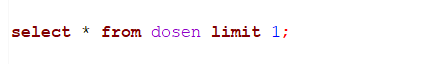 select * from dosen limit 1;